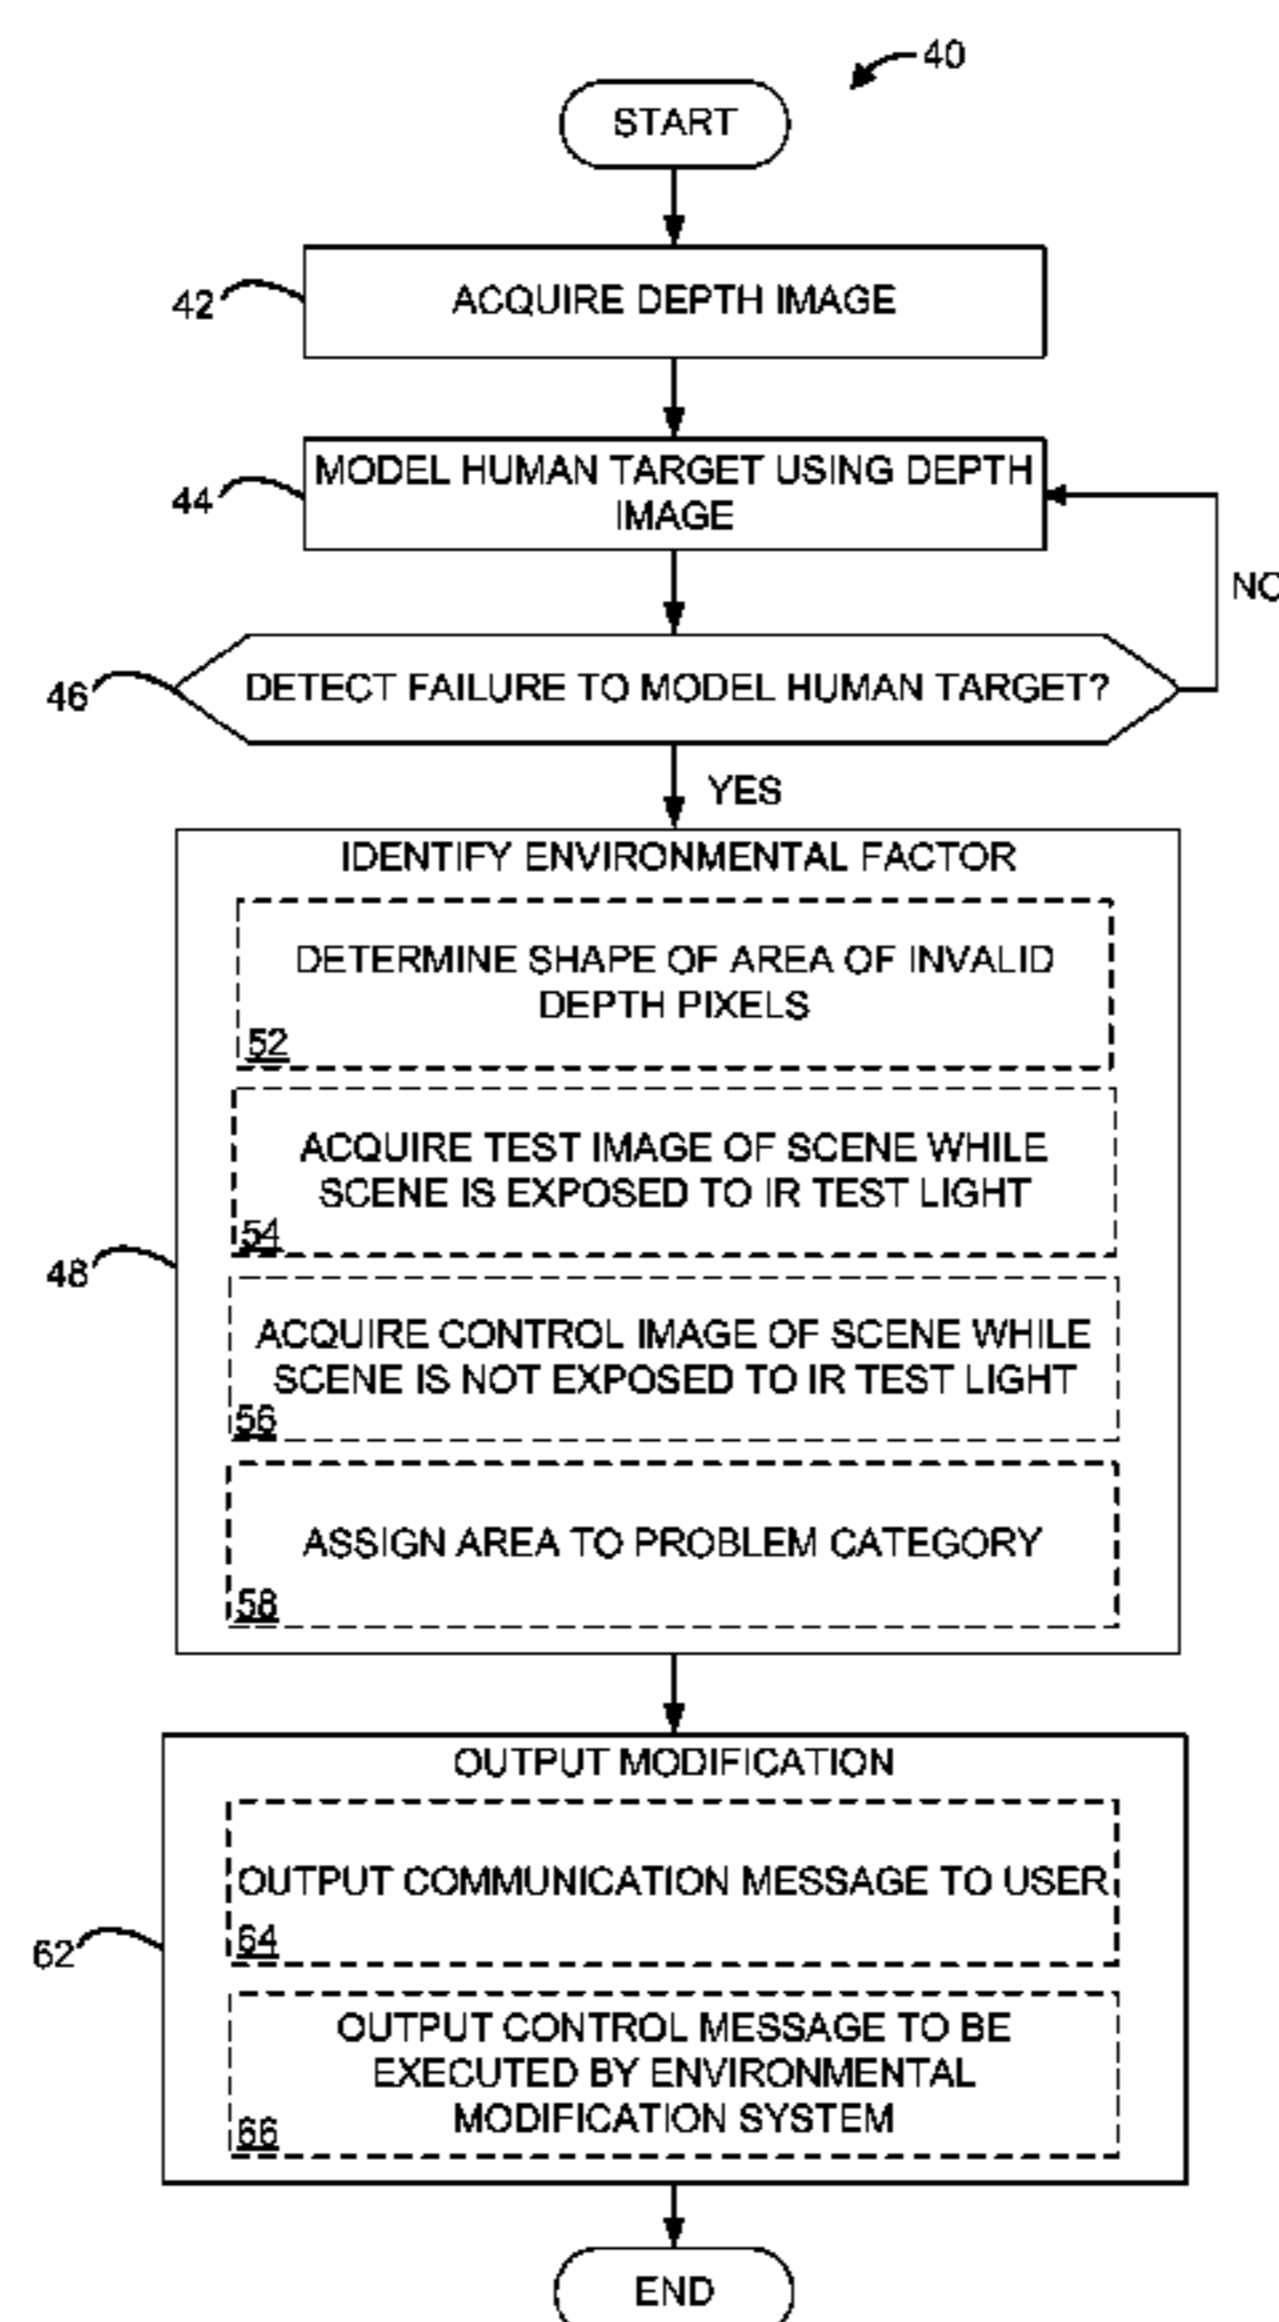 40
START
42
ACQUIRE DEPTH IMAGE
44
MODEL HUMAN TARGET USING DEPTH
IMAGE
NO
46
DETECT FAILURE TO MODEL HUMAN TARGET?
YES
48
IDENTIFY ENVIRONMENTAL FACTOR
DETERMINE SHAPE OF AREA OF INVALID
DEPTH PIXELS
52
ACQUIRE TEST IMAGE OF SCENE WHILE
SCENE IS EXPOSED TO IR TEST LIGHT
54
ACQUIRE CONTROL IMAGE OF SCENE WHILE
SCENE IS NOT EXPOSED TO IR TEST LIGHT
56
ASSIGN AREA TO PROBLEM CATEGORY
58
62
OUTPUT MODIFICATION
OUTPUT COMMUNICATION MESSAGE TO USER
64
OUTPUT CONTROL MESSAGE TO BE
EXECUTED BY ENVIRONMENTAL
MODIFICATION SYSTEM
66
END